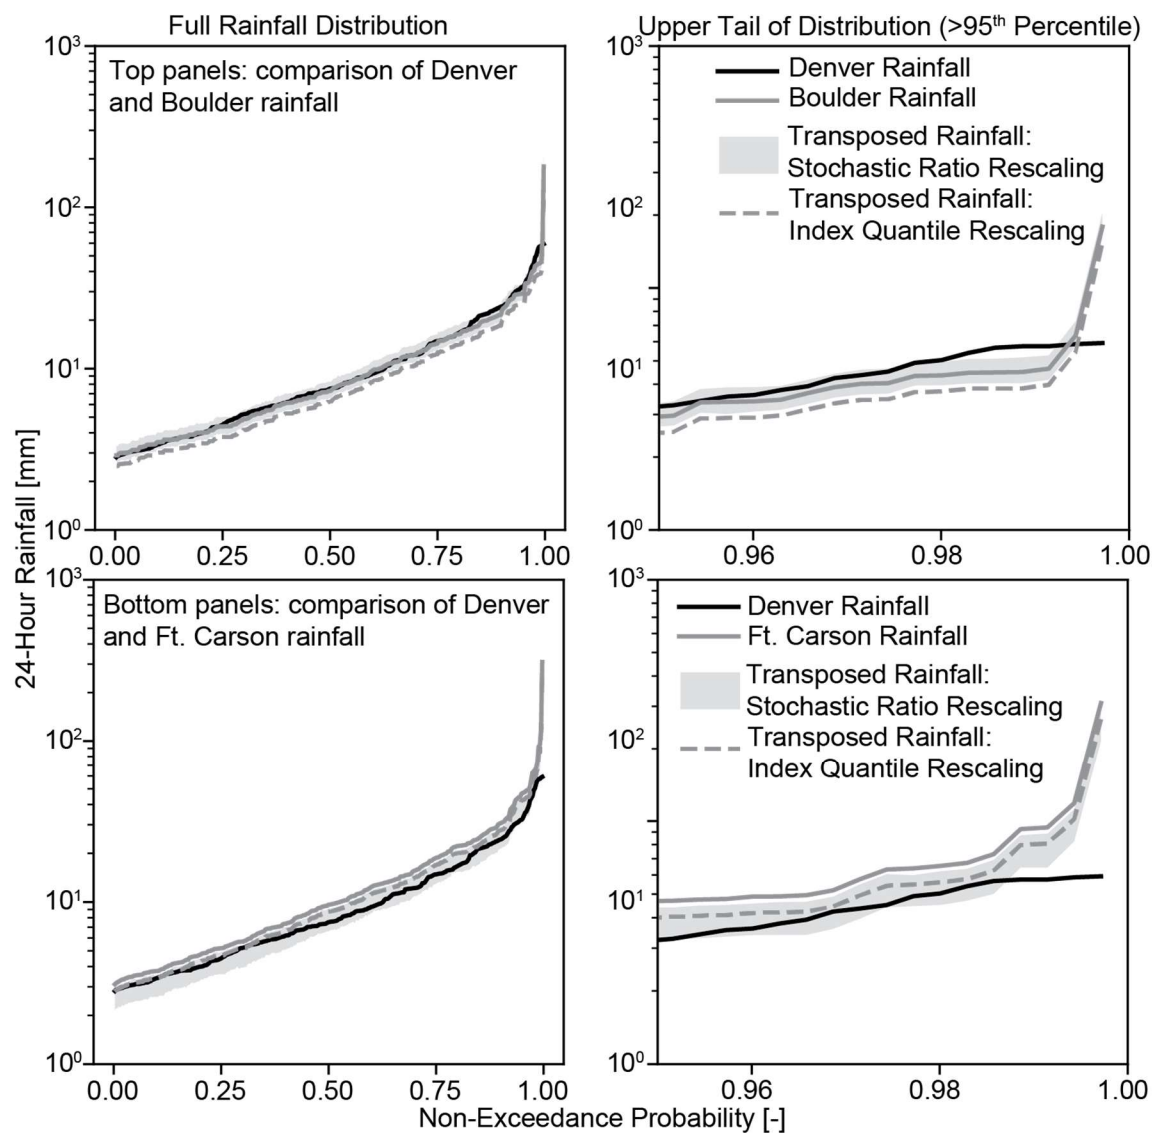 Full Rainfall Distribution
Upper Tail of Distribution (>95th Percentile)
24-Hour Rainfall [mm]
10³
Top panels: comparison of Denver
and Boulder rainfall
10²
10¹
10⁰
0.00 0.25 0.50 0.75 1.00
10³
Denver Rainfall
Boulder Rainfall
Transposed Rainfall:
Stochastic Ratio Rescaling
Transposed Rainfall:
Index Quantile Rescaling
10²
10¹
10⁰
0.96 0.98 1.00
10³
Bottom panels: comparison of Denver
and Ft. Carson rainfall
10²
10¹
10⁰
0.00 0.25 0.50 0.75 1.00
10³
Denver Rainfall
Ft. Carson Rainfall
Transposed Rainfall:
Stochastic Ratio Rescaling
Transposed Rainfall:
Index Quantile Rescaling
10²
10¹
10⁰
0.96 0.98 1.00
Non-Exceedance Probability [-]